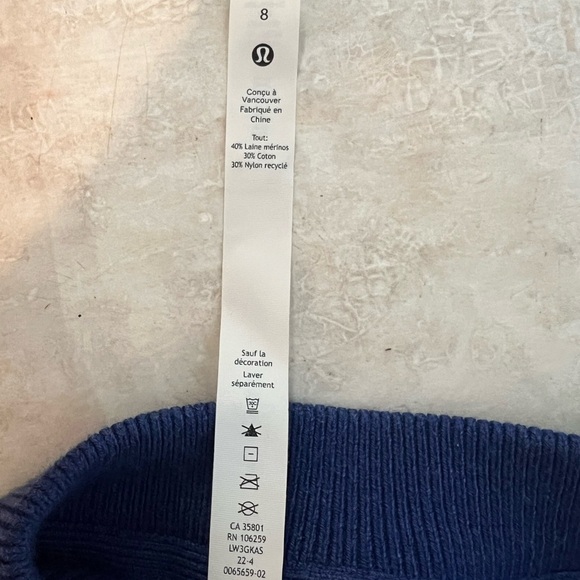 8
Conçu à
Vancouver
Fabriqué en
Chine
Tout:
40% Laine mérinos
30% Coton
30% Nylon recyclé
Sauf la
décoration
Laver
séparément
30C
CA 35801
RN 106259
LW3GKAS
22-4
0065659-02